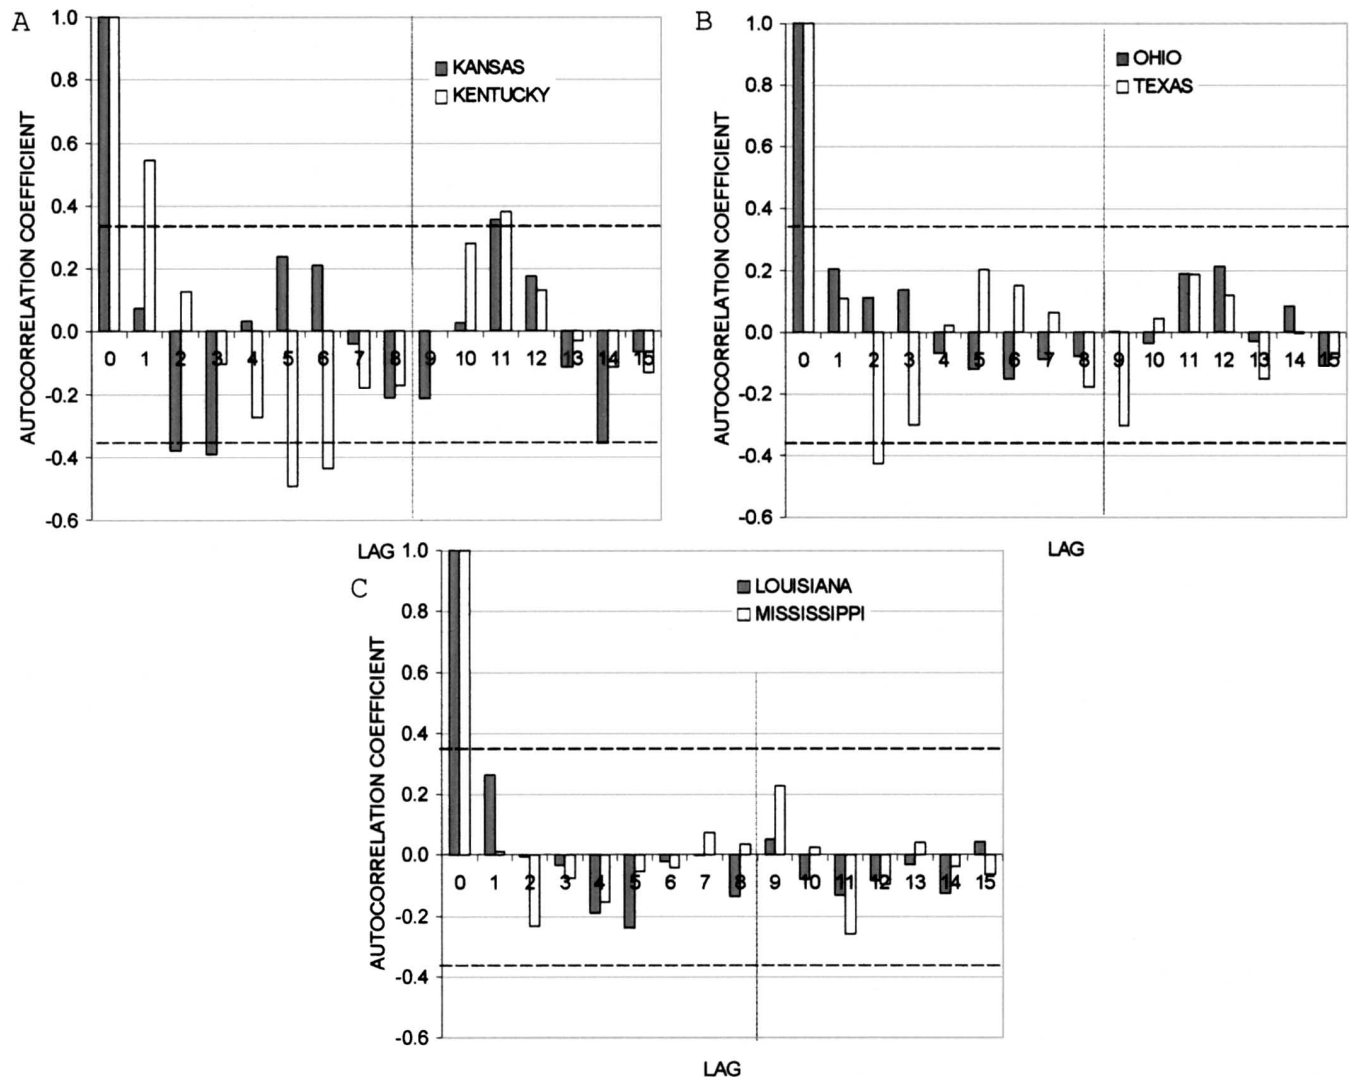 A
AUTOCORRELATION COEFFICIENT
1.0
0.8
0.6
0.4
0.2
0.0
-0.2
-0.4
-0.6
KANSAS
KENTUCKY
0 1 2 3 4 5 6 7 8 9 10 11 12 13 14 15
LAG
B
AUTOCORRELATION COEFFICIENT
1.0
0.8
0.6
0.4
0.2
0.0
-0.2
-0.4
-0.6
OHIO
TEXAS
0 1 2 3 4 5 6 7 8 9 10 11 12 13 14 15
LAG
C
AUTOCORRELATION COEFFICIENT
1.0
0.8
0.6
0.4
0.2
0.0
-0.2
-0.4
-0.6
LOUISIANA
MISSISSIPPI
0 1 2 3 4 5 6 7 8 9 10 11 12 13 14 15
LAG